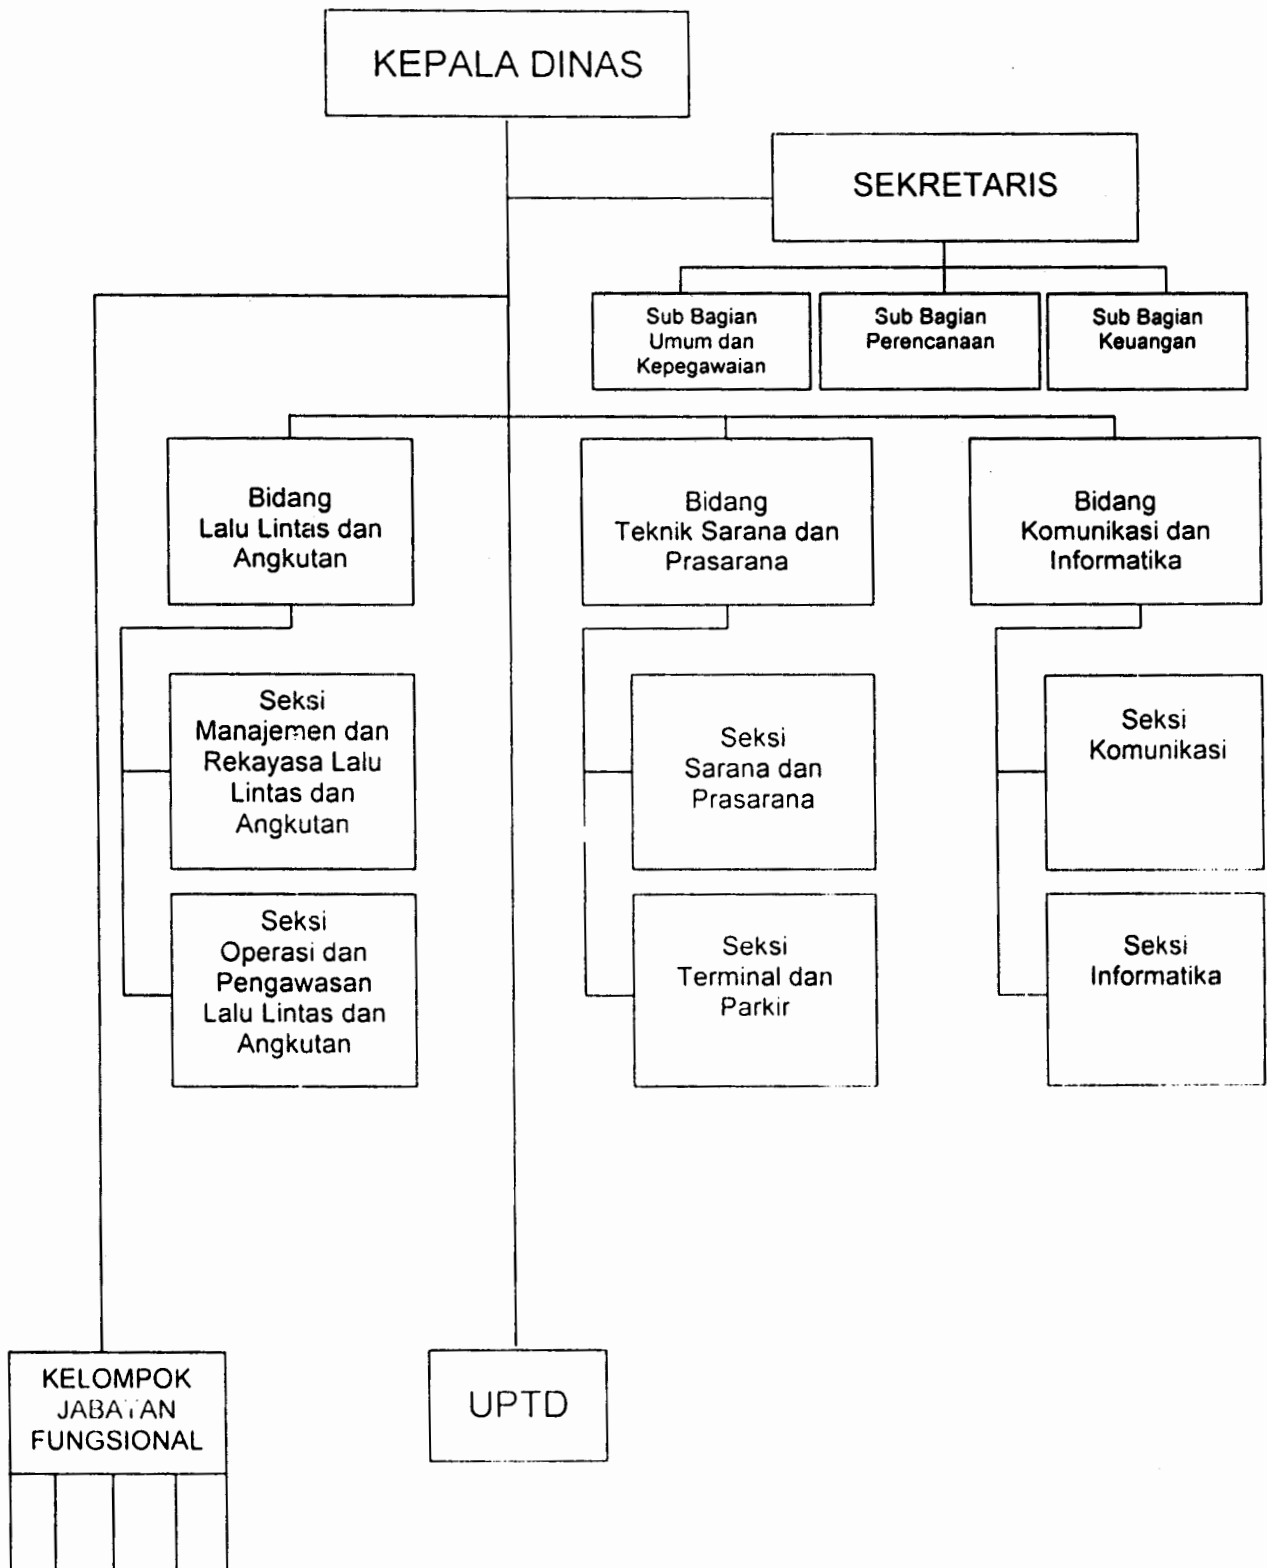 KEPALA DINAS
SEKRETARIS
Sub Bagian
Umum dan
Kepegawaian
Sub Bagian
Perencanaan
Sub Bagian
Keuangan
Bidang
Lalu Lintas dan
Angkutan
Bidang
Teknik Sarana dan
Prasarana
Bidang
Komunikasi dan
Informatika
Seksi
Manajemen dan
Rekayasa Lalu
Lintas dan
Angkutan
Seksi
Sarana dan
Prasarana
Seksi
Komunikasi
Seksi
Operasi dan
Pengawasan
Lalu Lintas dan
Angkutan
Seksi
Terminal dan
Parkir
Seksi
Informatika
KELOMPOK
JABATAN
FUNGSIONAL
UPTD